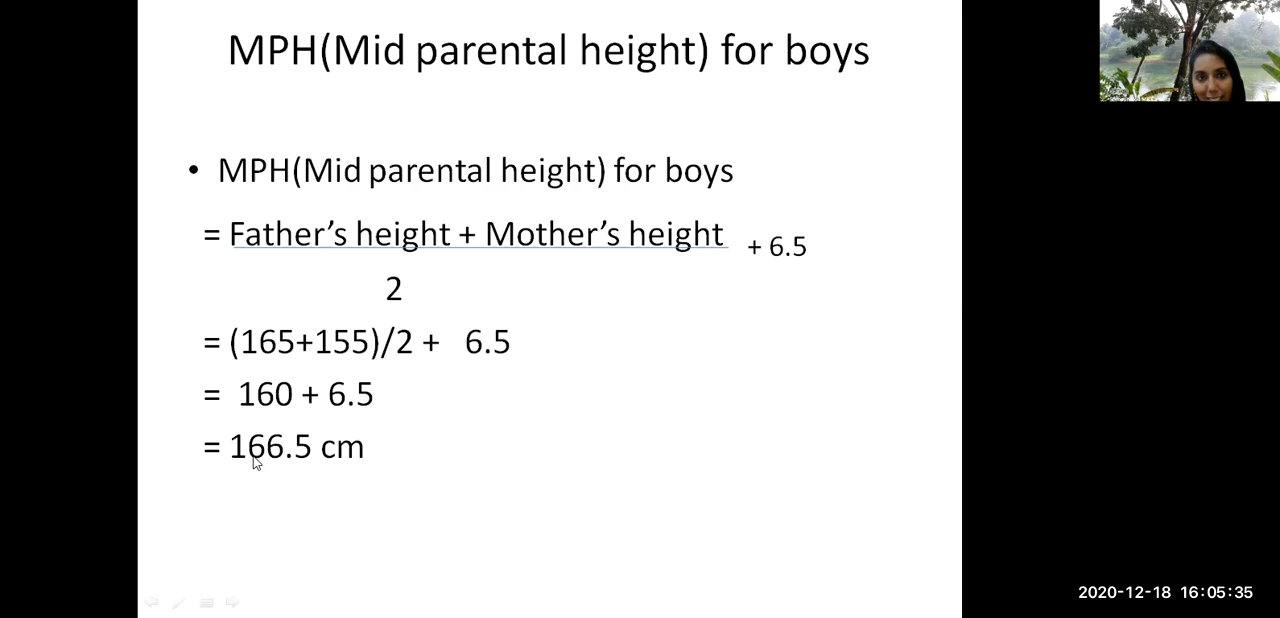 MPH(Mid parental height) for boys
• MPH(Mid parental height) for boys
= Father’s height + Mother’s height + 6.5
2
= (165+155)/2 + 6.5
= 160 + 6.5
= 166.5 cm
2020-12-18 16:05:35